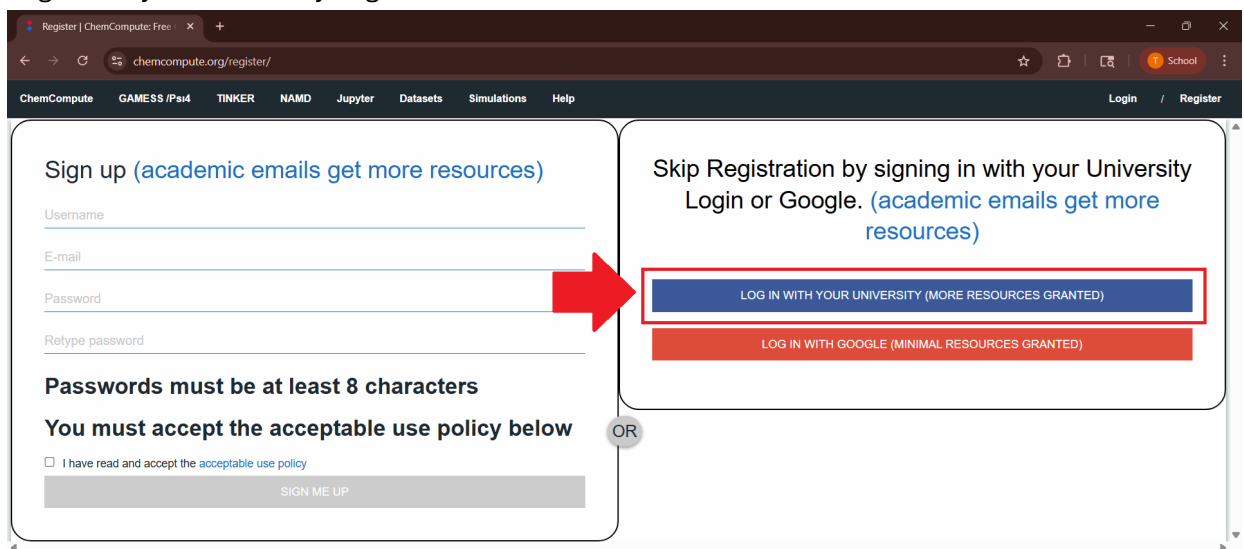 Register | ChemCompute: Free
chemcompute.org/register/
T School
ChemCompute GAMESS /Psi4 TINKER NAMD Jupyter Datasets Simulations Help Login / Register
Sign up (academic emails get more resources)
Username
E-mail
Password
Retype password
Passwords must be at least 8 characters
You must accept the acceptable use policy below
I have read and accept the acceptable use policy
SIGN ME UP
OR
Skip Registration by signing in with your University
Login or Google. (academic emails get more
resources)
LOG IN WITH YOUR UNIVERSITY (MORE RESOURCES GRANTED)
LOG IN WITH GOOGLE (MINIMAL RESOURCES GRANTED)